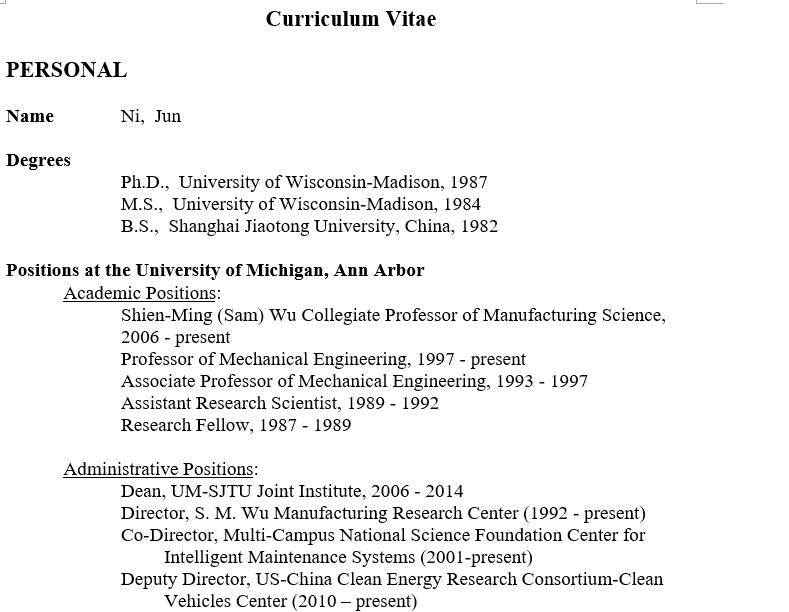 Curriculum Vitae
PERSONAL
Name Ni, Jun
Degrees
Ph.D., University of Wisconsin-Madison, 1987
M.S., University of Wisconsin-Madison, 1984
B.S., Shanghai Jiaotong University, China, 1982
Positions at the University of Michigan, Ann Arbor
Academic Positions:
Shien-Ming (Sam) Wu Collegiate Professor of Manufacturing Science,
2006 - present
Professor of Mechanical Engineering, 1997 - present
Associate Professor of Mechanical Engineering, 1993 - 1997
Assistant Research Scientist, 1989 - 1992
Research Fellow, 1987 - 1989
Administrative Positions:
Dean, UM-SJTU Joint Institute, 2006 - 2014
Director, S. M. Wu Manufacturing Research Center (1992 - present)
Co-Director, Multi-Campus National Science Foundation Center for
Intelligent Maintenance Systems (2001-present)
Deputy Director, US-China Clean Energy Research Consortium-Clean
Vehicles Center (2010 – present)